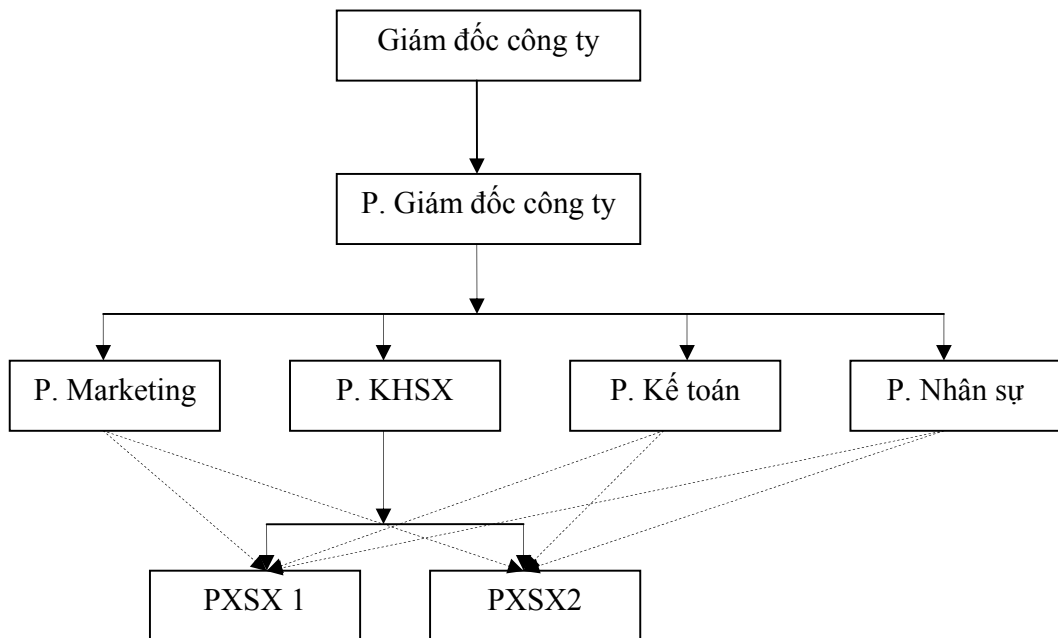 Giám đốc công ty
P. Giám đốc công ty
P. Marketing
P. KHSX
P. Kế toán
P. Nhân sự
PXSX 1
PXSX2